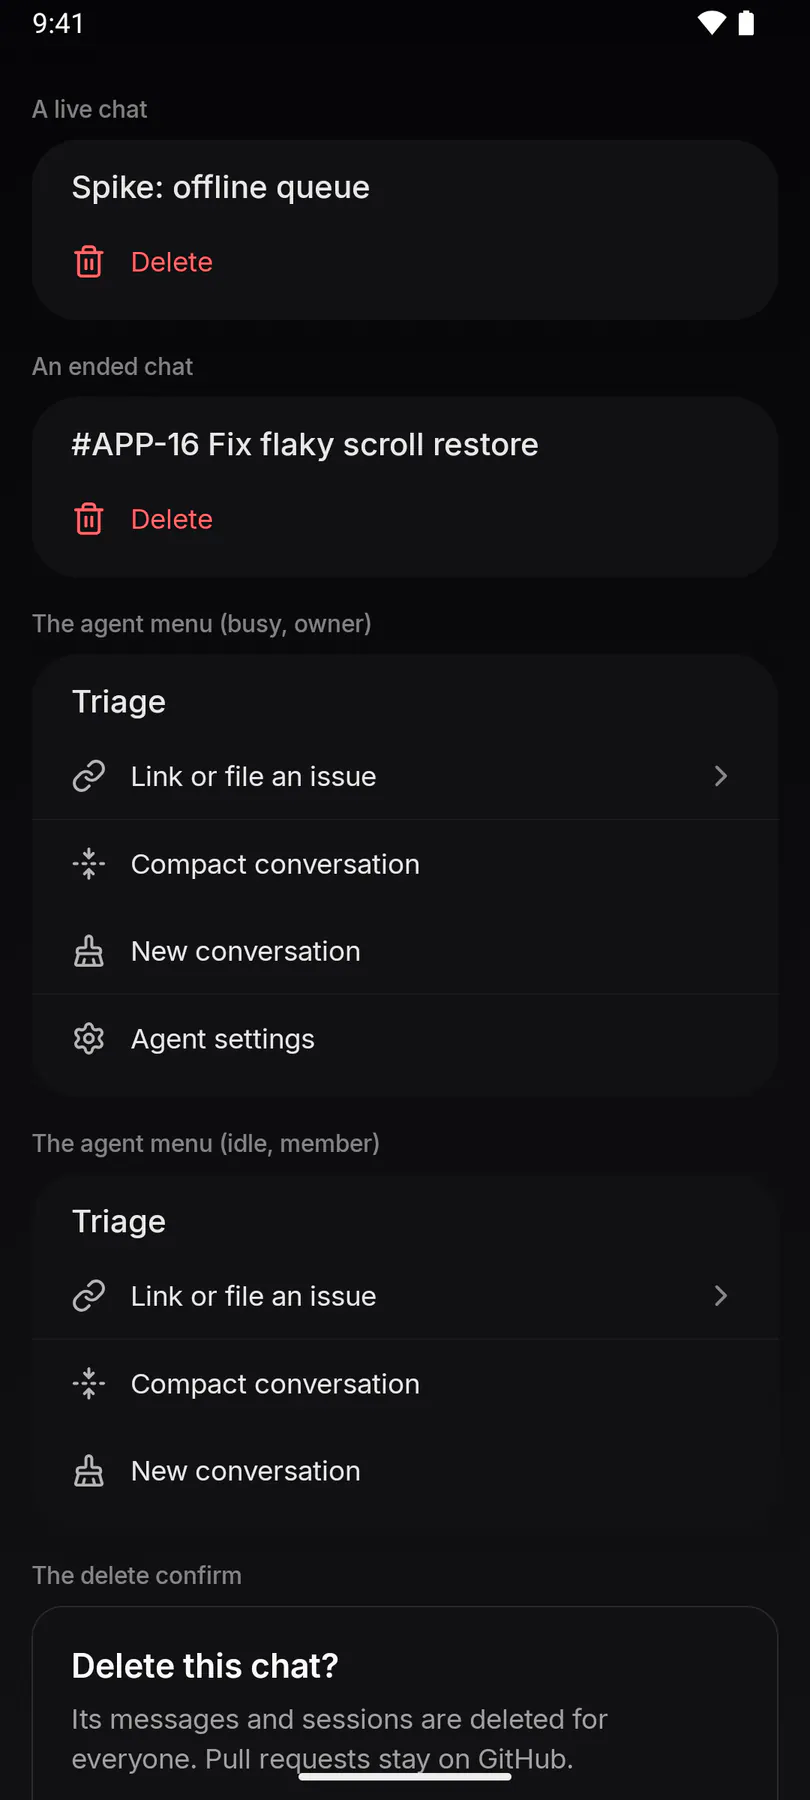 9:41
A live chat
Spike: offline queue
Delete
An ended chat
#APP-16 Fix flaky scroll restore
Delete
The agent menu (busy, owner)
Triage
Link or file an issue
Compact conversation
New conversation
Agent settings
The agent menu (idle, member)
Triage
Link or file an issue
Compact conversation
New conversation
The delete confirm
Delete this chat?
Its messages and sessions are deleted for
everyone. Pull requests stay on GitHub.